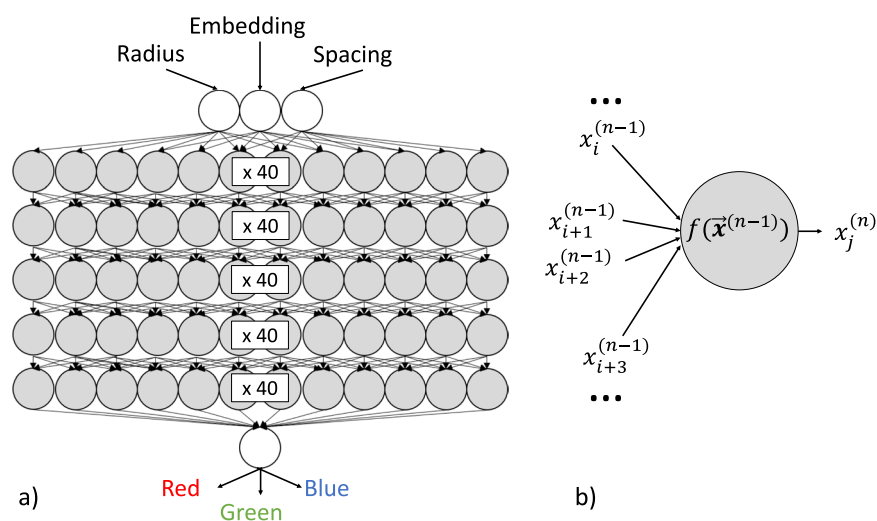 Embedding
Radius
Spacing
x 40
x 40
x 40
x 40
x 40
Red
Green
Blue
a)
...
x_i^{(n-1)}
x_{i+1}^{(n-1)}
x_{i+2}^{(n-1)}
x_{i+3}^{(n-1)}
...
f(\vec{x}^{(n-1)})
x_j^{(n)}
b)